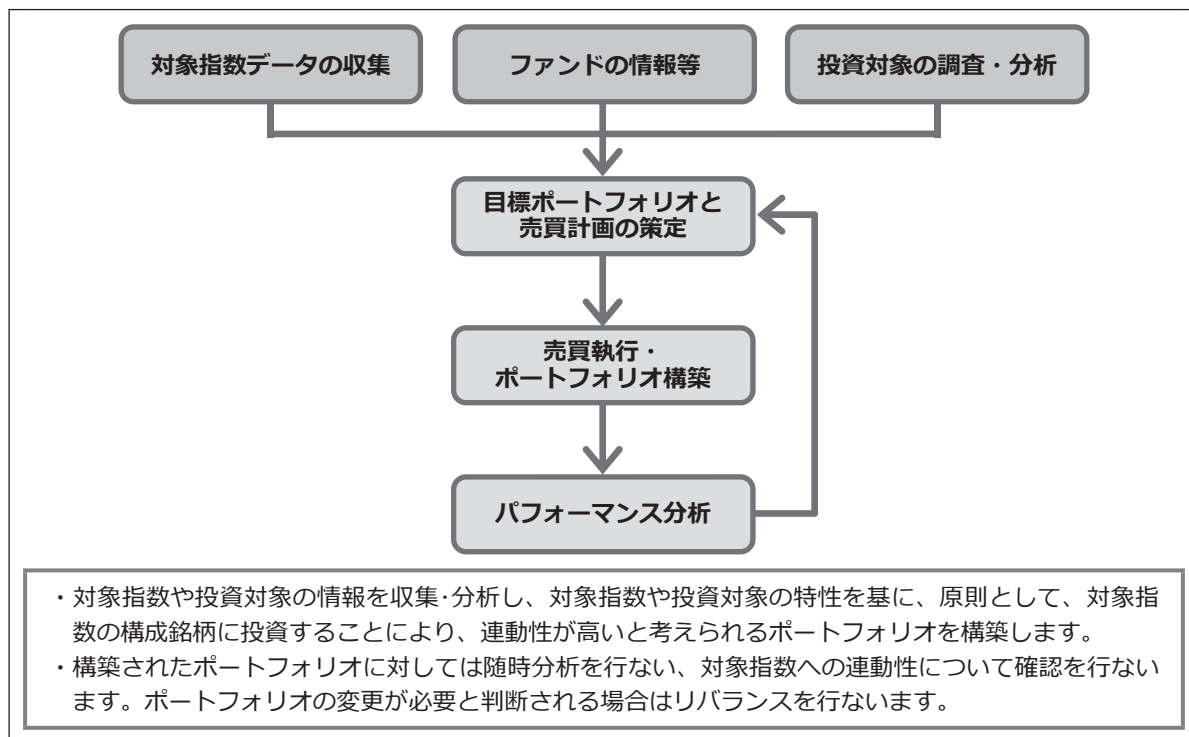 対象指数データの収集
ファンドの情報等
投資対象の調査・分析
目標ポートフォリオと
売買計画の策定
売買執行・
ポートフォリオ構築
パフォーマンス分析
・対象指数や投資対象の情報を収集･分析し、対象指数や投資対象の特性を基に、原則として、対象指
数の構成銘柄に投資することにより、連動性が高いと考えられるポートフォリオを構築します。
・構築されたポートフォリオに対しては随時分析を行ない、対象指数への連動性について確認を行ない
ます。ポートフォリオの変更が必要と判断される場合はリバランスを行ないます。